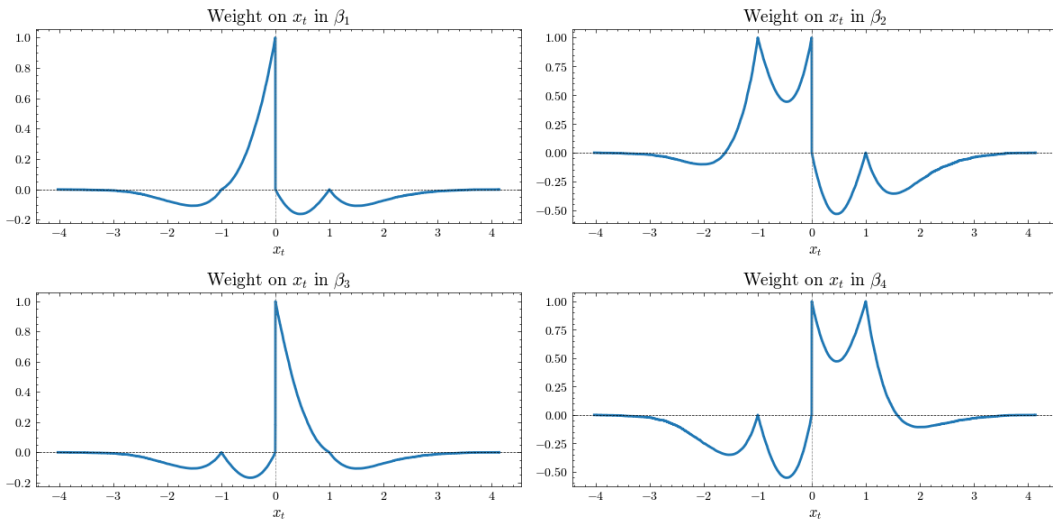 Weight on x_t in β_1
1.0
0.8
0.6
0.4
0.2
0.0
−0.2
−4 −3 −2 −1 0 1 2 3 4
x_t
Weight on x_t in β_2
1.00
0.75
0.50
0.25
0.00
−0.25
−0.50
−4 −3 −2 −1 0 1 2 3 4
x_t
Weight on x_t in β_3
1.0
0.8
0.6
0.4
0.2
0.0
−0.2
−4 −3 −2 −1 0 1 2 3 4
x_t
Weight on x_t in β_4
1.00
0.75
0.50
0.25
0.00
−0.25
−0.50
−4 −3 −2 −1 0 1 2 3 4
x_t